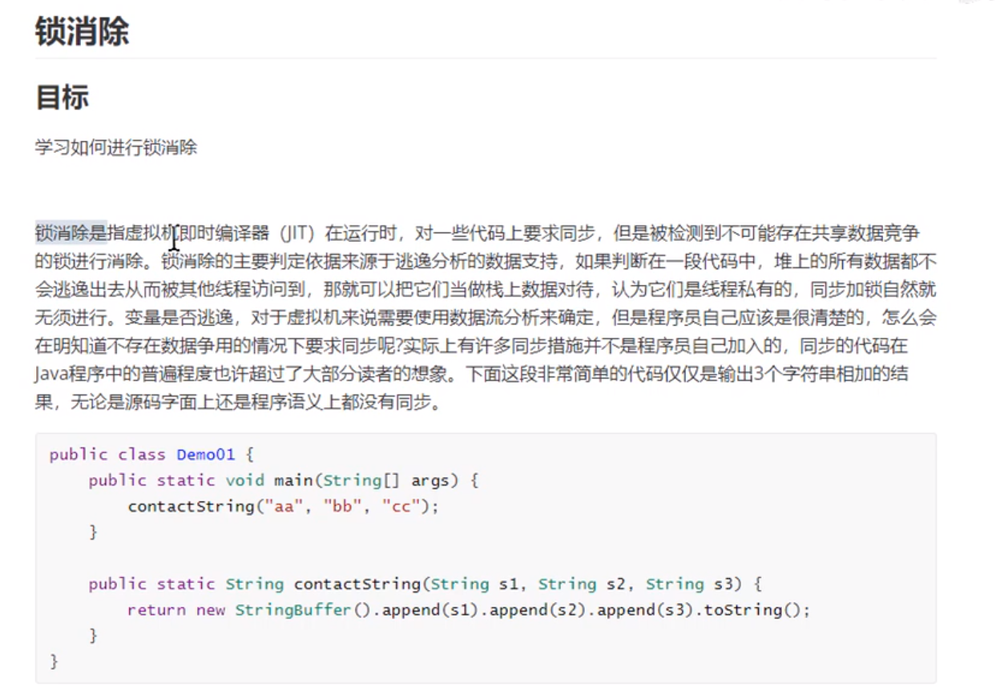 锁消除
目标
学习如何进行锁消除
锁消除是指虚拟机即时编译器（JIT）在运行时，对一些代码上要求同步，但是被检测到不可能存在共享数据竞争
的锁进行消除。锁消除的主要判定依据来源于逃逸分析的数据支持，如果判断在一段代码中，堆上的所有数据都不
会逃逸出去从而被其他线程访问到，那就可以把它们当做栈上数据对待，认为它们是线程私有的，同步加锁自然就
无须进行。变量是否逃逸，对于虚拟机来说需要使用数据流分析来确定，但是程序员自己应该是很清楚的，怎么会
在明知道不存在数据争用的情况下要求同步呢?实际上有许多同步措施并不是程序员自己加入的，同步的代码在
Java程序中的普遍程度也许超过了大部分读者的想象。下面这段非常简单的代码仅仅是输出3个字符串相加的结
果，无论是源码字面上还是程序语义上都没有同步。
public class Demo01 {
    public static void main(String[] args) {
        contactString("aa", "bb", "cc");
    }
    public static String contactString(String s1, String s2, String s3) {
        return new StringBuffer().append(s1).append(s2).append(s3).toString();
    }
}